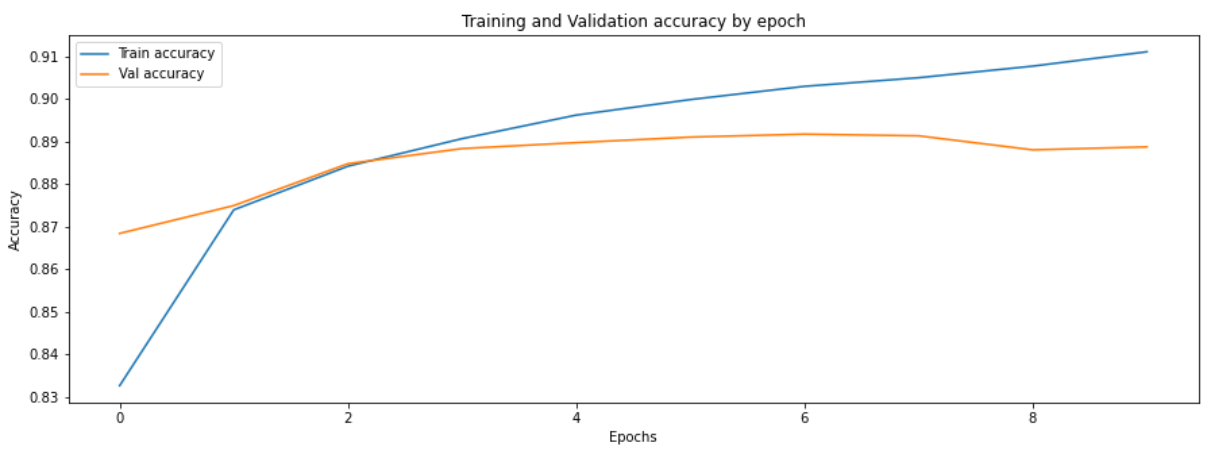 Training and Validation accuracy by epoch
Train accuracy
Val accuracy
0.91
0.90
0.89
0.88
0.87
0.86
0.85
0.84
0.83
Accuracy
0 2 4 6 8
Epochs